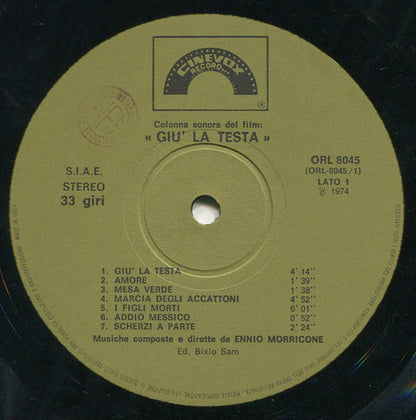 CINEVOX
RECORD...
Colonna sonora del film:
« GIU' LA TESTA »
S.I.A.E.
STEREO
33 giri
ORL 8045
[ORL-8045/1]
LATO 1
℗ 1974
1. GIU' LA TESTA 4'14"
2. AMORE 1'39"
3. MESA VERDE 1'38"
4. MARCIA DEGLI ACCATTONI 4'52"
5. I FIGLI MORTI 6'01"
6. ADDIO MESSICO 0'52"
7. SCHERZI A PARTE 2'24"
Musiche composte e dirette da ENNIO MORRICONE
Ed. Bixio Sam